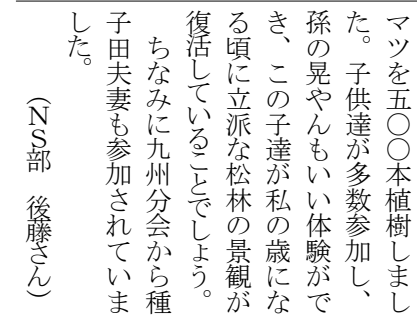 マツを五〇〇本植樹しまし
た。子供達が多数参加し、
孫の晃やんもいい体験がで
き、この子達が私の歳にな
る頃に立派な松林の景観が
復活していることでしょう。
ちなみに九州分会から種
子田夫妻も参加されていま
した。
（ＮＳ部　後藤さん）